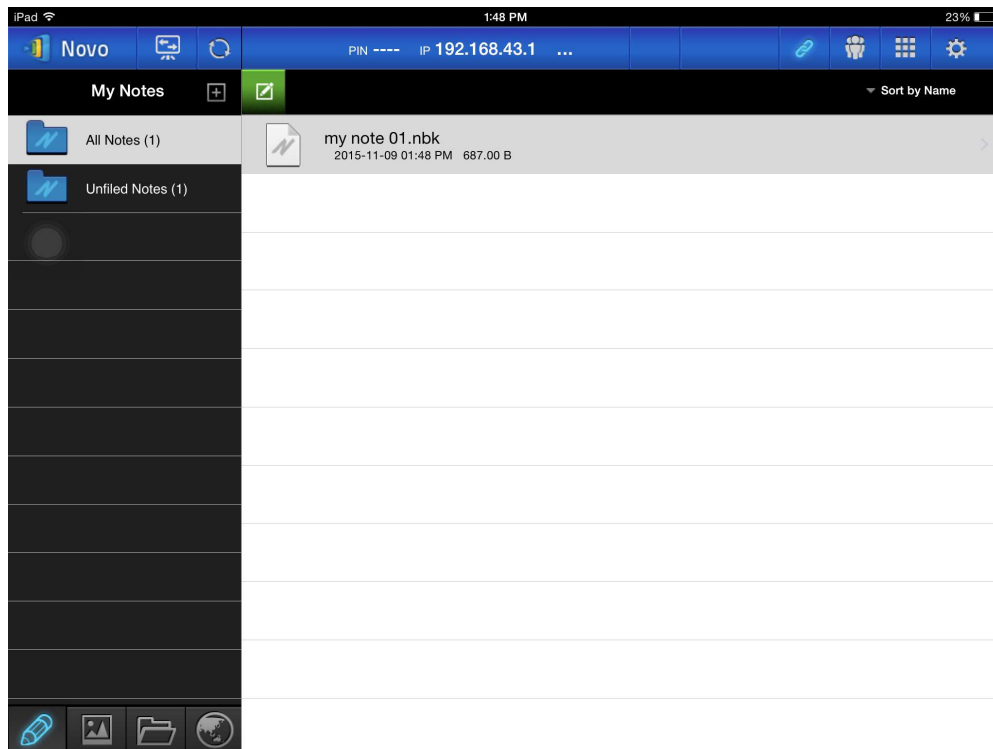 iPad 1:48 PM 23%
Novo PIN ---- IP 192.168.43.1 ...
My Notes Sort by Name
All Notes (1)
my note 01.nbk
2015-11-09 01:48 PM 687.00 B
Unfiled Notes (1)